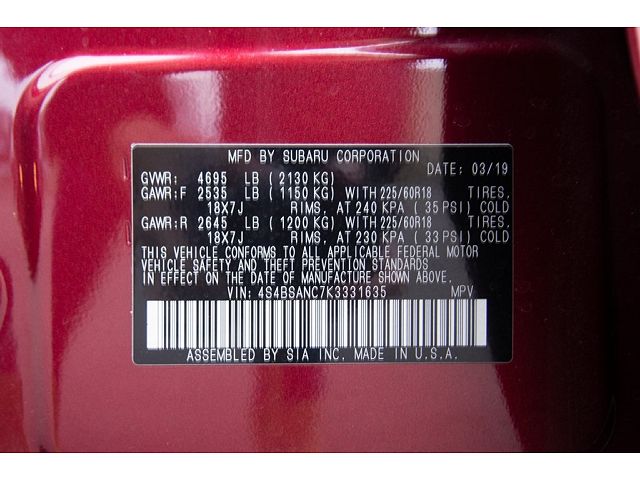 MFD BY SUBARU CORPORATION
DATE: 03/19
GVWR: 4695 LB (2130 KG)
GAWR:F 2535 LB (1150 KG) WITH 225/60R18 TIRES,
18X7J RIMS, AT 240 KPA (35 PSI) COLD
GAWR:R 2645 LB (1200 KG) WITH 225/60R18 TIRES,
18X7J RIMS, AT 230 KPA (33 PSI) COLD
THIS VEHICLE CONFORMS TO ALL APPLICABLE FEDERAL MOTOR
VEHICLE SAFETY AND THEFT PREVENTION STANDARDS
IN EFFECT ON THE DATE OF MANUFACTURE SHOWN ABOVE.
VIN: 4S4BSANC7K3331635 MPV
ASSEMBLED BY SIA INC. MADE IN U.S.A.